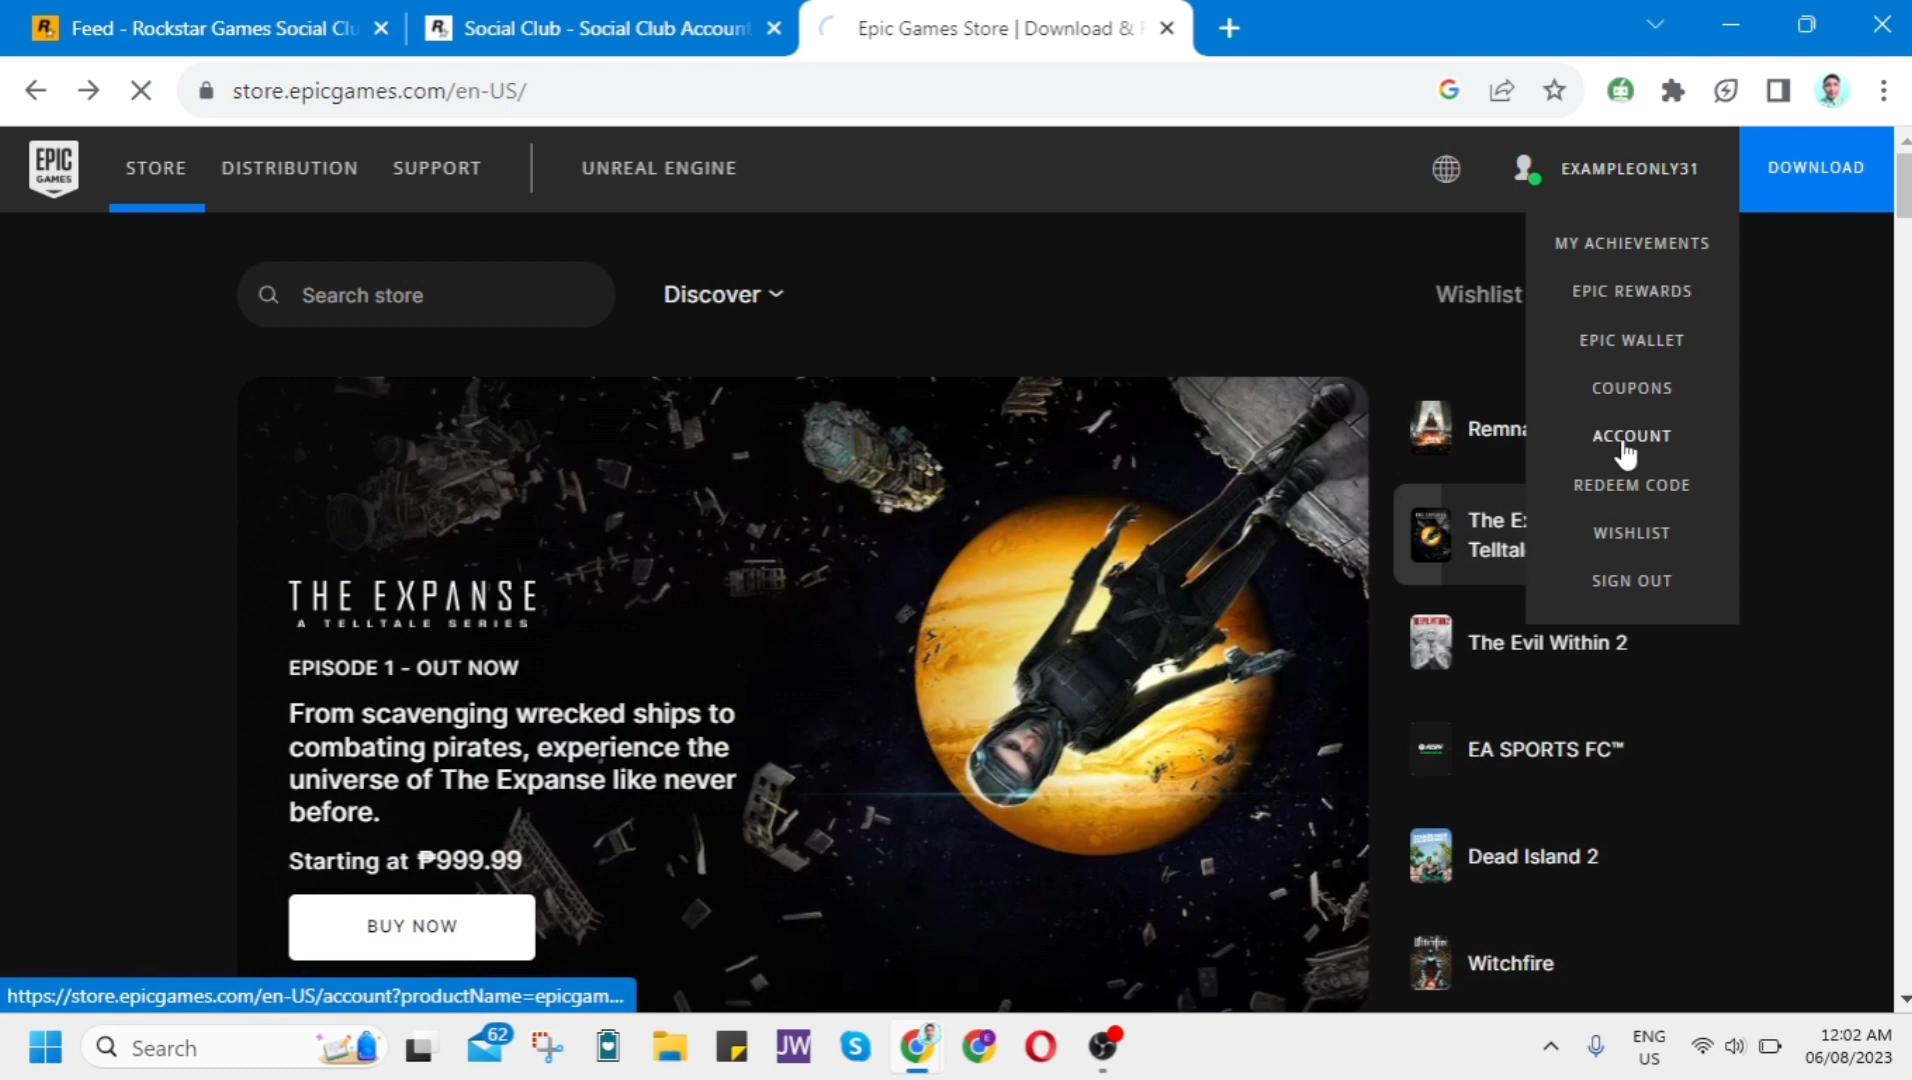 Feed - Rockstar Games Social Clu
Social Club - Social Club Account
Epic Games Store | Download &
store.epicgames.com/en-US/
EPIC
GAMES
STORE
DISTRIBUTION
SUPPORT
UNREAL ENGINE
EXAMPLEONLY31
DOWNLOAD
MY ACHIEVEMENTS
EPIC REWARDS
EPIC WALLET
COUPONS
ACCOUNT
REDEEM CODE
WISHLIST
SIGN OUT
Search store
Discover
Wishlist
THE EXPANSE
A TELLTALE SERIES
EPISODE 1 - OUT NOW
From scavenging wrecked ships to
combating pirates, experience the
universe of The Expanse like never
before.
Starting at ₱999.99
BUY NOW
Remna
The Ex
Telltal
The Evil Within 2
EA SPORTS FC™
Dead Island 2
Witchfire
https://store.epicgames.com/en-US/account?productName=epicgam...
Search
62
JW
ENG
US
12:02 AM
06/08/2023